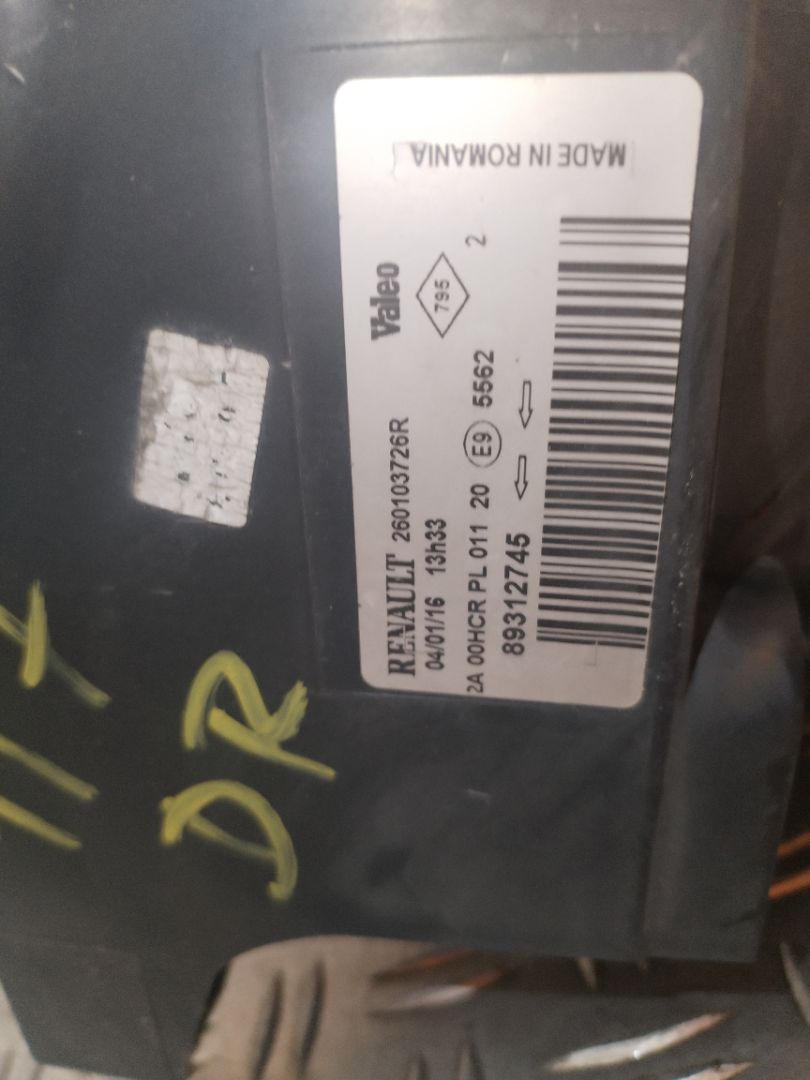 MADE IN ROMANIA
Valeo
795
2
RENAULT 260103726R
04/01/16 13h33
2A 00HCR PL 011 20 E9 5562
89312745
DR